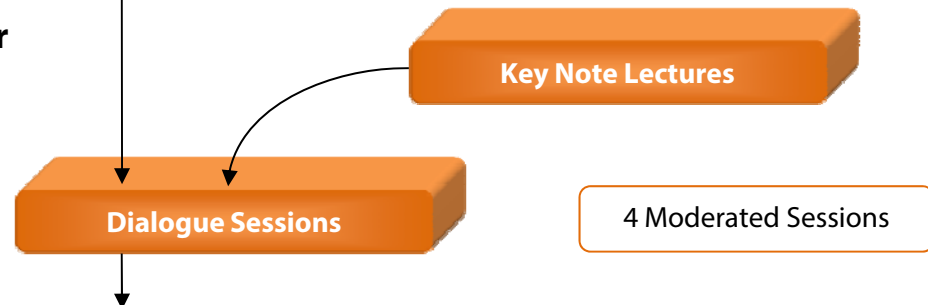 r
Key Note Lectures
Dialogue Sessions
4 Moderated Sessions